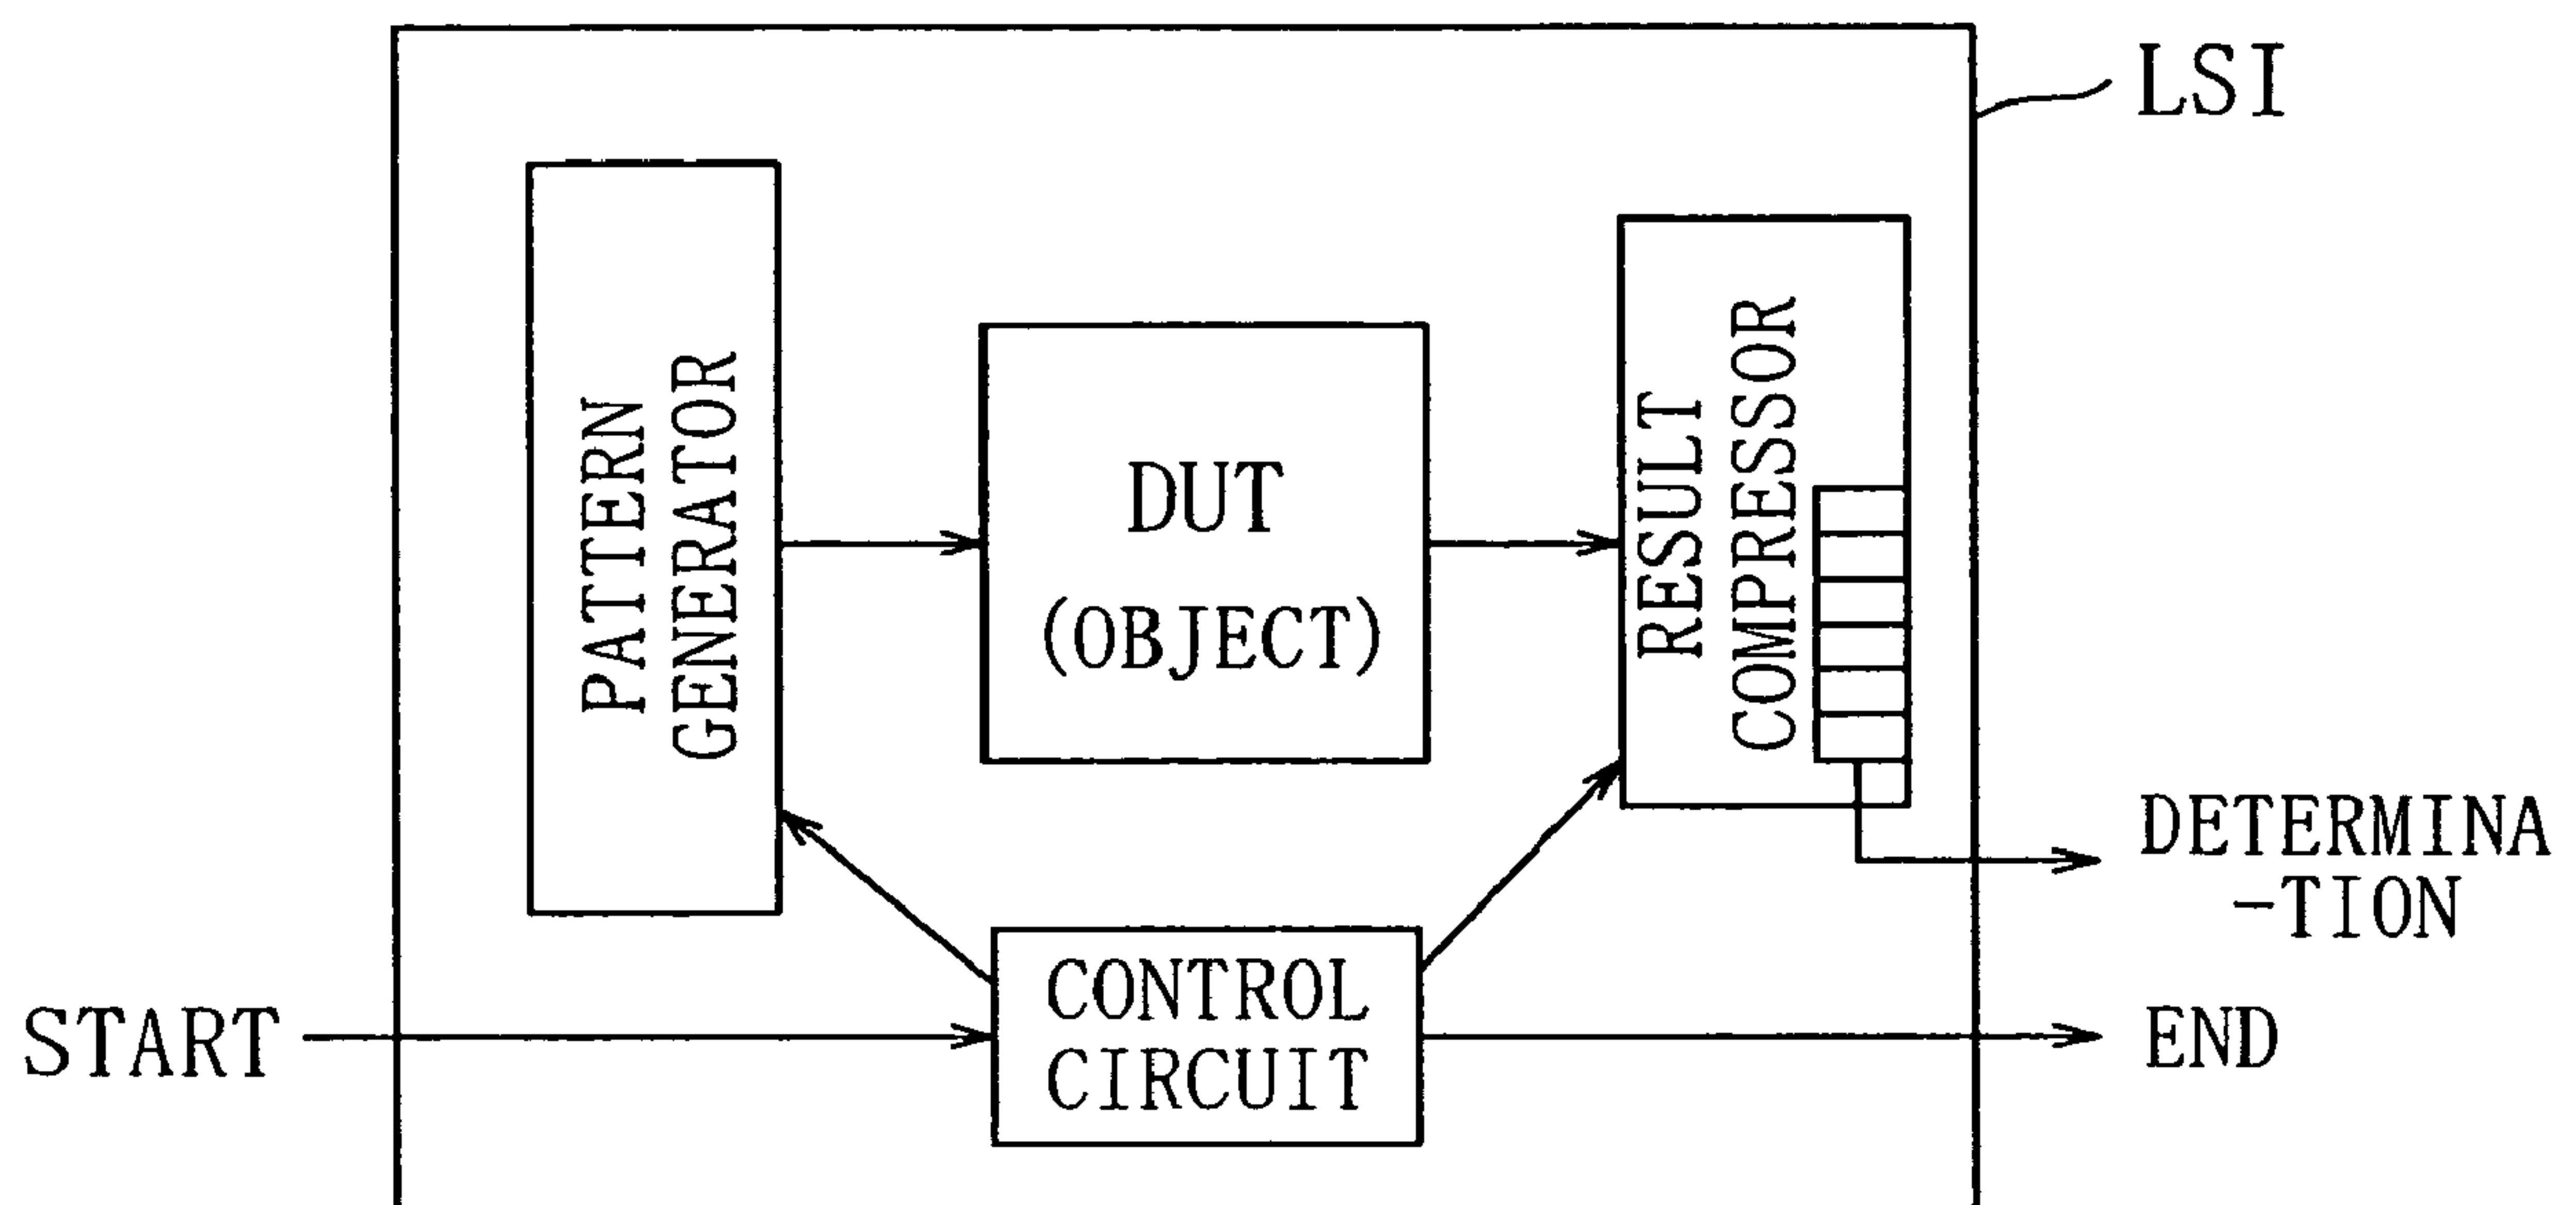 LSI
PATTERN
GENERATOR
DUT
(OBJECT)
RESULT
COMPRESSOR
DETERMINA
-TION
START
CONTROL
CIRCUIT
END